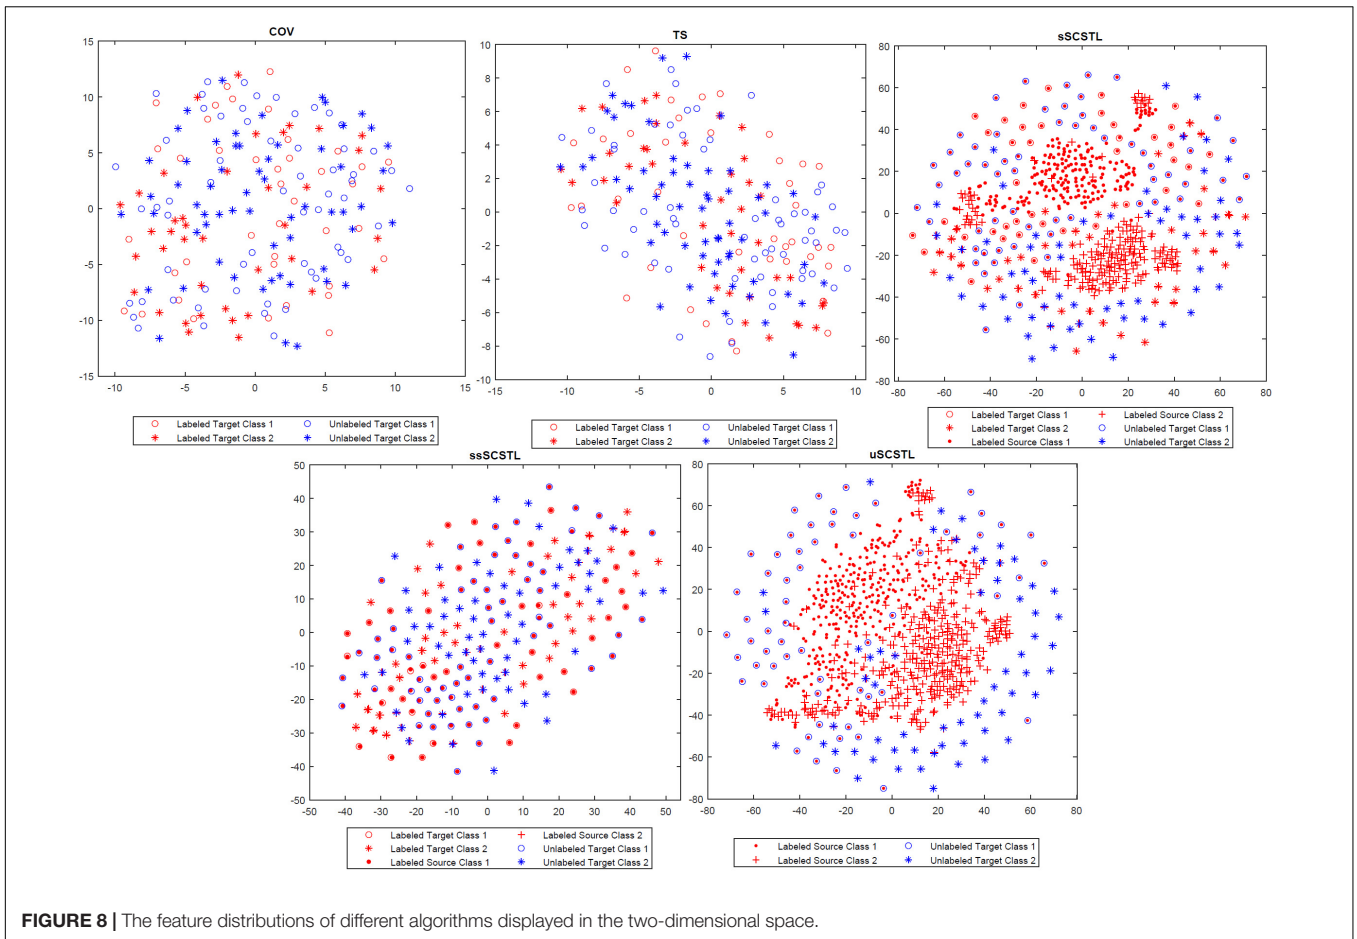 COV
15
10
5
0
-5
-10
-15
-10 -5 0 5 10 15
Labeled Target Class 1 Unlabeled Target Class 1
Labeled Target Class 2 Unlabeled Target Class 2
TS
10
8
6
4
2
0
-2
-4
-6
-8
-10
-10 -5 0 5 10
Labeled Target Class 1 Unlabeled Target Class 1
Labeled Target Class 2 Unlabeled Target Class 2
sSCSTL
80
60
40
20
0
-20
-40
-60
-80
-80 -60 -40 -20 0 20 40 60 80
Labeled Target Class 1 Labeled Source Class 2
Labeled Target Class 2 Unlabeled Target Class 1
Labeled Source Class 1 Unlabeled Target Class 2
ssSCSTL
50
40
30
20
10
0
-10
-20
-30
-40
-50
-40 -30 -20 -10 0 10 20 30 40 50
Labeled Target Class 1 Labeled Source Class 2
Labeled Target Class 2 Unlabeled Target Class 1
Labeled Source Class 1 Unlabeled Target Class 2
uSCSTL
80
60
40
20
0
-20
-40
-60
-80
-80 -60 -40 -20 0 20 40 60 80
Labeled Source Class 1 Unlabeled Target Class 1
Labeled Source Class 2 Unlabeled Target Class 2
FIGURE 8 | The feature distributions of different algorithms displayed in the two-dimensional space.